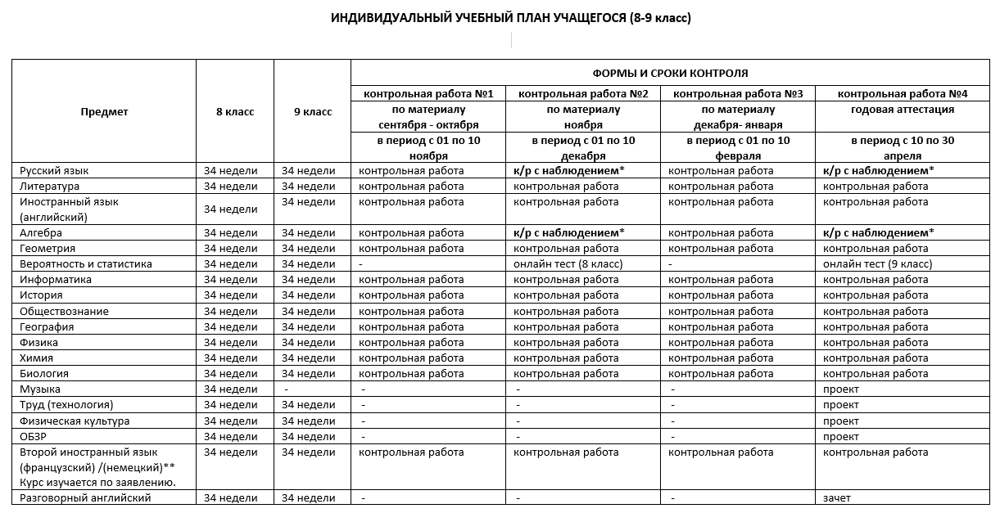 ИНДИВИДУАЛЬНЫЙ УЧЕБНЫЙ ПЛАН УЧАЩЕГОСЯ (8-9 класс)
Предмет 8 класс 9 класс ФОРМЫ И СРОКИ КОНТРОЛЯ
контрольная работа №1 контрольная работа №2 контрольная работа №3 контрольная работа №4
по материалу по материалу по материалу годовая аттестация
сентября - октября ноября декабря- января
в период с 01 по 10 в период с 01 по 10 в период с 01 по 10 в период с 10 по 30
ноября декабря февраля апреля
Русский язык 34 недели 34 недели контрольная работа к/р с наблюдением* контрольная работа к/р с наблюдением*
Литература 34 недели 34 недели контрольная работа контрольная работа контрольная работа контрольная работа
Иностранный язык 34 недели 34 недели контрольная работа контрольная работа контрольная работа контрольная работа
(английский)
Алгебра 34 недели 34 недели контрольная работа к/р с наблюдением* контрольная работа к/р с наблюдением*
Геометрия 34 недели 34 недели контрольная работа контрольная работа контрольная работа контрольная работа
Вероятность и статистика 34 недели 34 недели - онлайн тест (8 класс) - онлайн тест (9 класс)
Информатика 34 недели 34 недели контрольная работа контрольная работа контрольная работа контрольная работа
История 34 недели 34 недели контрольная работа контрольная работа контрольная работа контрольная работа
Обществознание 34 недели 34 недели контрольная работа контрольная работа контрольная работа контрольная работа
География 34 недели 34 недели контрольная работа контрольная работа контрольная работа контрольная работа
Физика 34 недели 34 недели контрольная работа контрольная работа контрольная работа контрольная работа
Химия 34 недели 34 недели контрольная работа контрольная работа контрольная работа контрольная работа
Биология 34 недели 34 недели контрольная работа контрольная работа контрольная работа контрольная работа
Музыка 34 недели - - - - проект
Труд (технология) 34 недели 34 недели - - - проект
Физическая культура 34 недели 34 недели - - - проект
ОБЗР 34 недели 34 недели - - - проект
Второй иностранный язык 34 недели 34 недели контрольная работа контрольная работа контрольная работа контрольная работа
(французский) /(немецкий)**
Курс изучается по заявлению.
Разговорный английский 34 недели 34 недели - - - зачет